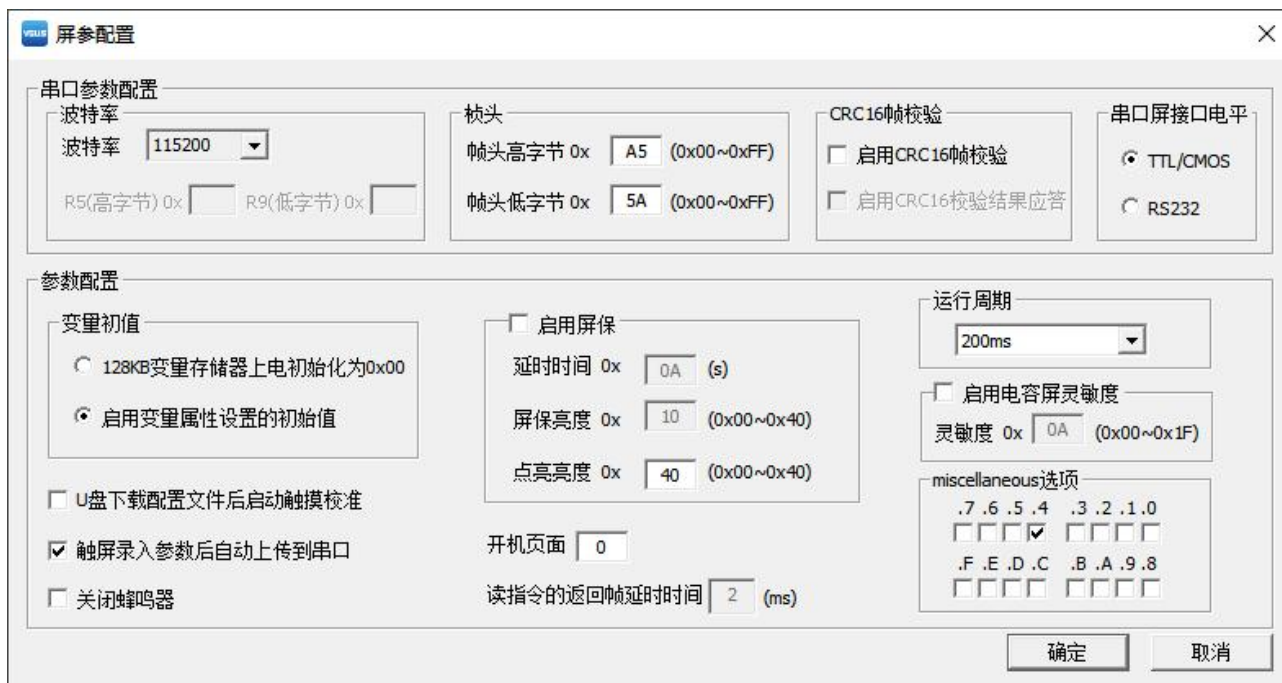 VGUS 屏参配置
串口参数配置
波特率
波特率 115200
R5(高字节) 0x R9(低字节) 0x
桢头
帧头高字节 0x A5 (0x00~0xFF)
帧头低字节 0x 5A (0x00~0xFF)
CRC16帧校验
启用CRC16帧校验
启用CRC16校验结果应答
串口屏接口电平
TTL/CMOS
RS232
参数配置
变量初值
128KB变量存储器上电初始化为0x00
启用变量属性设置的初始值
U盘下载配置文件后启动触摸校准
触屏录入参数后自动上传到串口
关闭蜂鸣器
启用屏保
延时时间 0x 0A (s)
屏保亮度 0x 10 (0x00~0x40)
点亮亮度 0x 40 (0x00~0x40)
开机页面 0
读指令的返回帧延时时间 2 (ms)
运行周期
200ms
启用电容屏灵敏度
灵敏度 0x 0A (0x00~0x1F)
miscellaneous选项
.7 .6 .5 .4 .3 .2 .1 .0
.F .E .D .C .B .A .9 .8
确定 取消